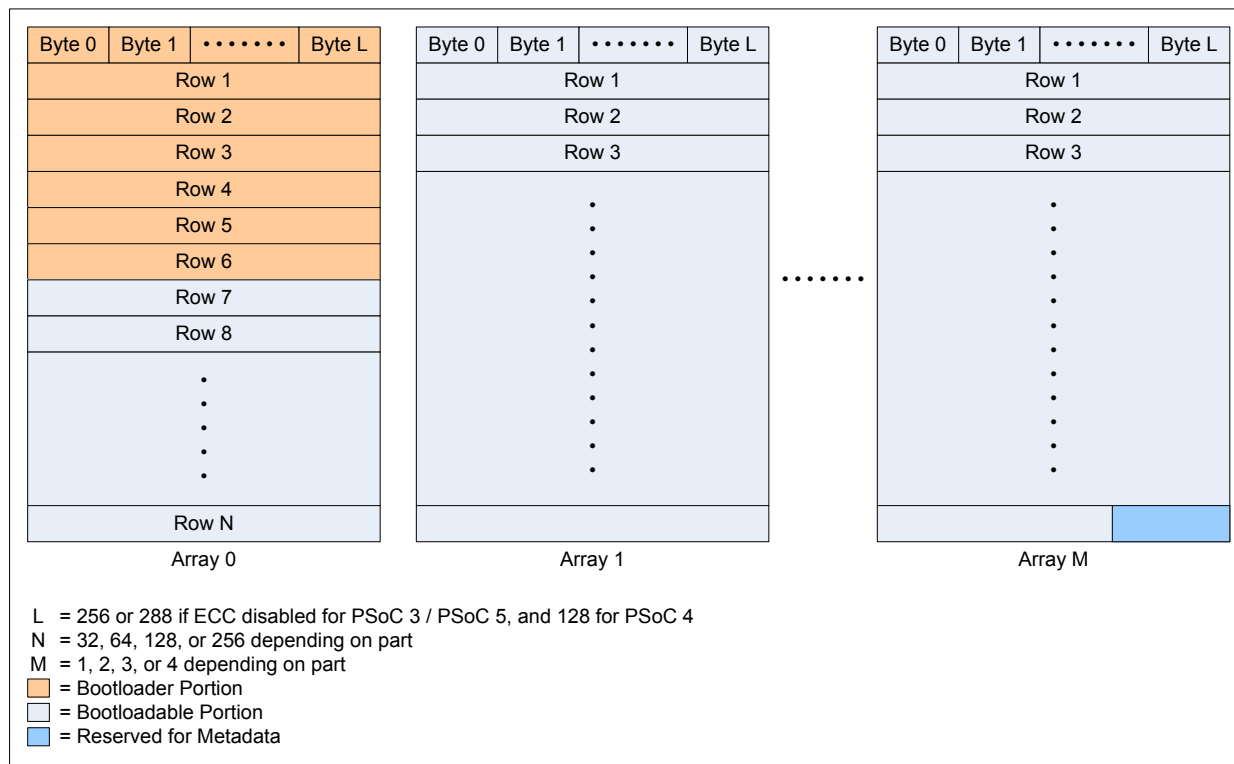 Byte 0 Byte 1 ••••••• Byte L
Row 1
Row 2
Row 3
Row 4
Row 5
Row 6
Row 7
Row 8
Row N
Array 0
Byte 0 Byte 1 ••••••• Byte L
Row 1
Row 2
Row 3
Array 1
•••••••
Byte 0 Byte 1 ••••••• Byte L
Row 1
Row 2
Row 3
Array M
L = 256 or 288 if ECC disabled for PSoC 3 / PSoC 5, and 128 for PSoC 4
N = 32, 64, 128, or 256 depending on part
M = 1, 2, 3, or 4 depending on part
= Bootloader Portion
= Bootloadable Portion
= Reserved for Metadada